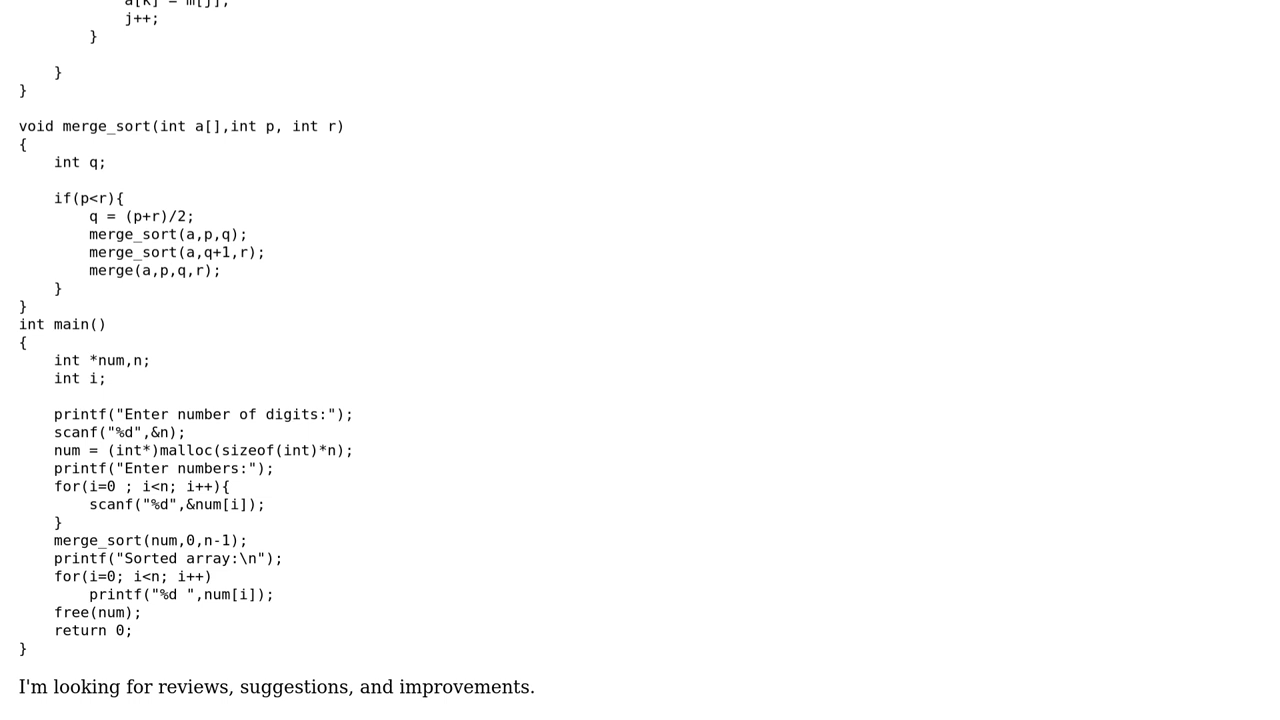 a[k] = m[j];
            j++;
        }

    }
}

void merge_sort(int a[],int p, int r)
{
    int q;

    if(p<r){
        q = (p+r)/2;
        merge_sort(a,p,q);
        merge_sort(a,q+1,r);
        merge(a,p,q,r);
    }
}
int main()
{
    int *num,n;
    int i;

    printf("Enter number of digits:");
    scanf("%d",&n);
    num = (int*)malloc(sizeof(int)*n);
    printf("Enter numbers:");
    for(i=0 ; i<n; i++){
        scanf("%d",&num[i]);
    }
    merge_sort(num,0,n-1);
    printf("Sorted array:\n");
    for(i=0; i<n; i++)
        printf("%d ",num[i]);
    free(num);
    return 0;
}
I'm looking for reviews, suggestions, and improvements.